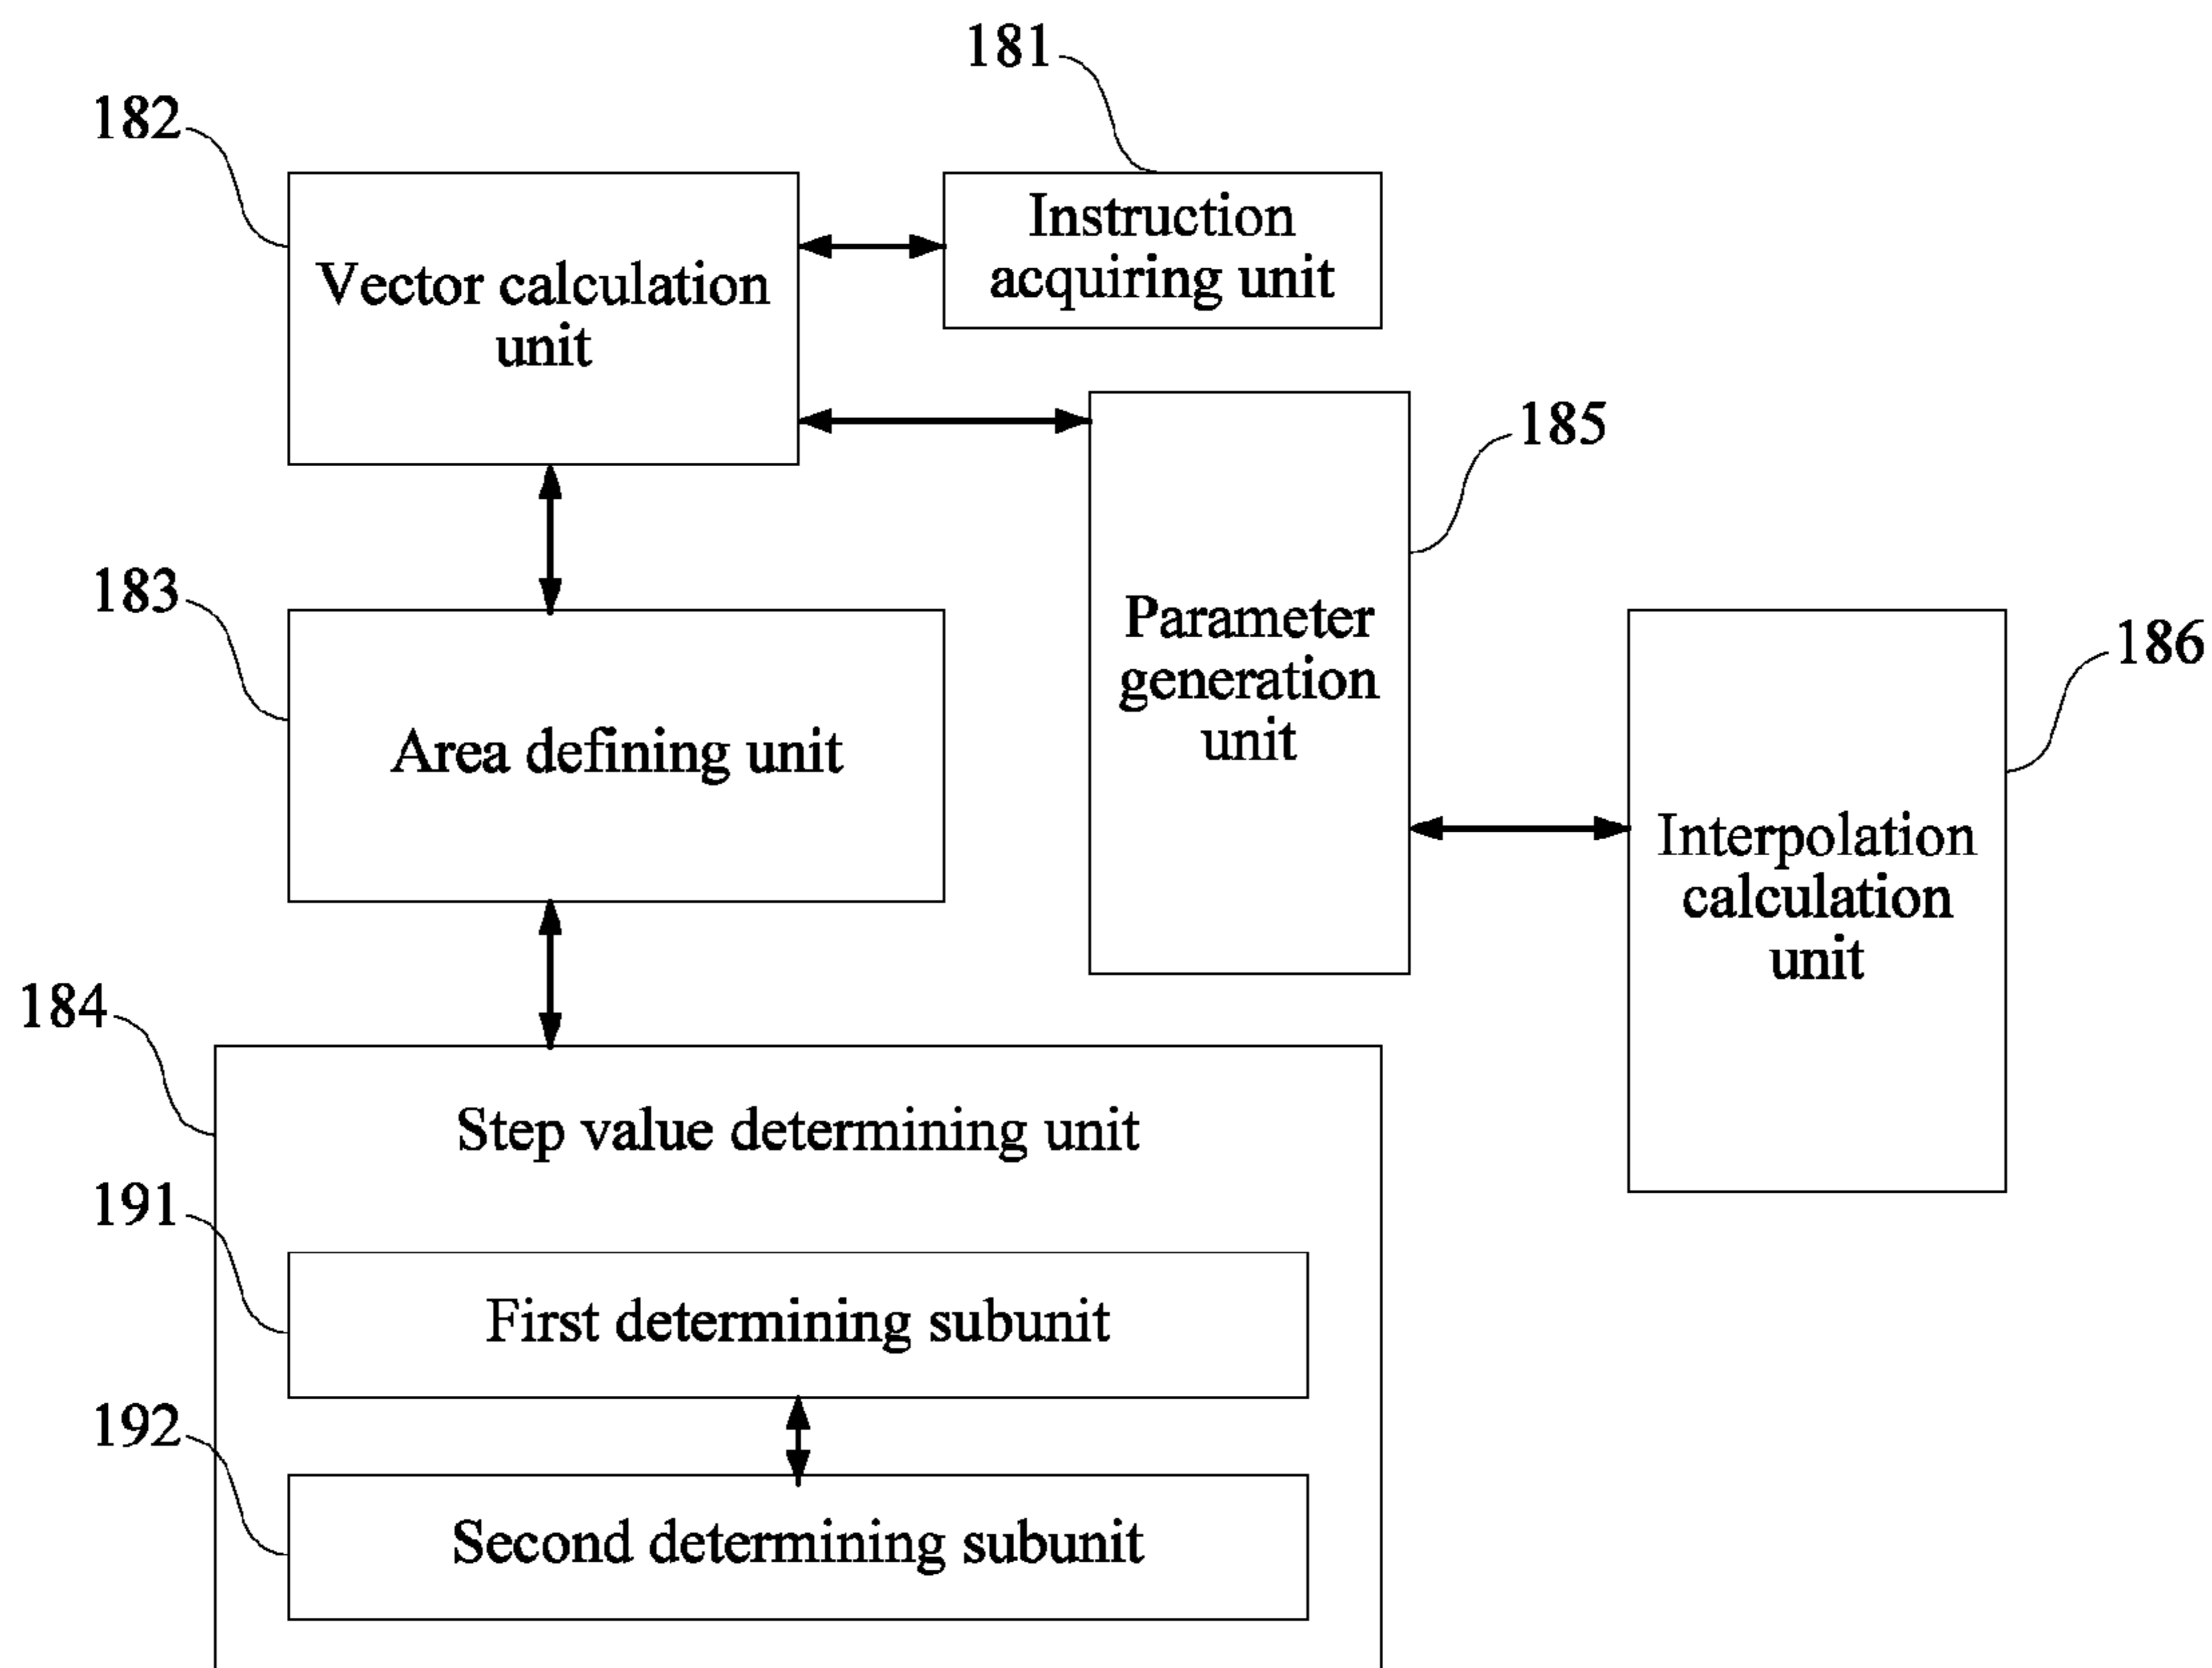 181
182
Instruction
acquiring unit
Vector calculation
unit
185
183
Parameter
generation
unit
186
Area defining unit
Interpolation
calculation
unit
184
Step value determining unit
191
First determining subunit
192
Second determining subunit